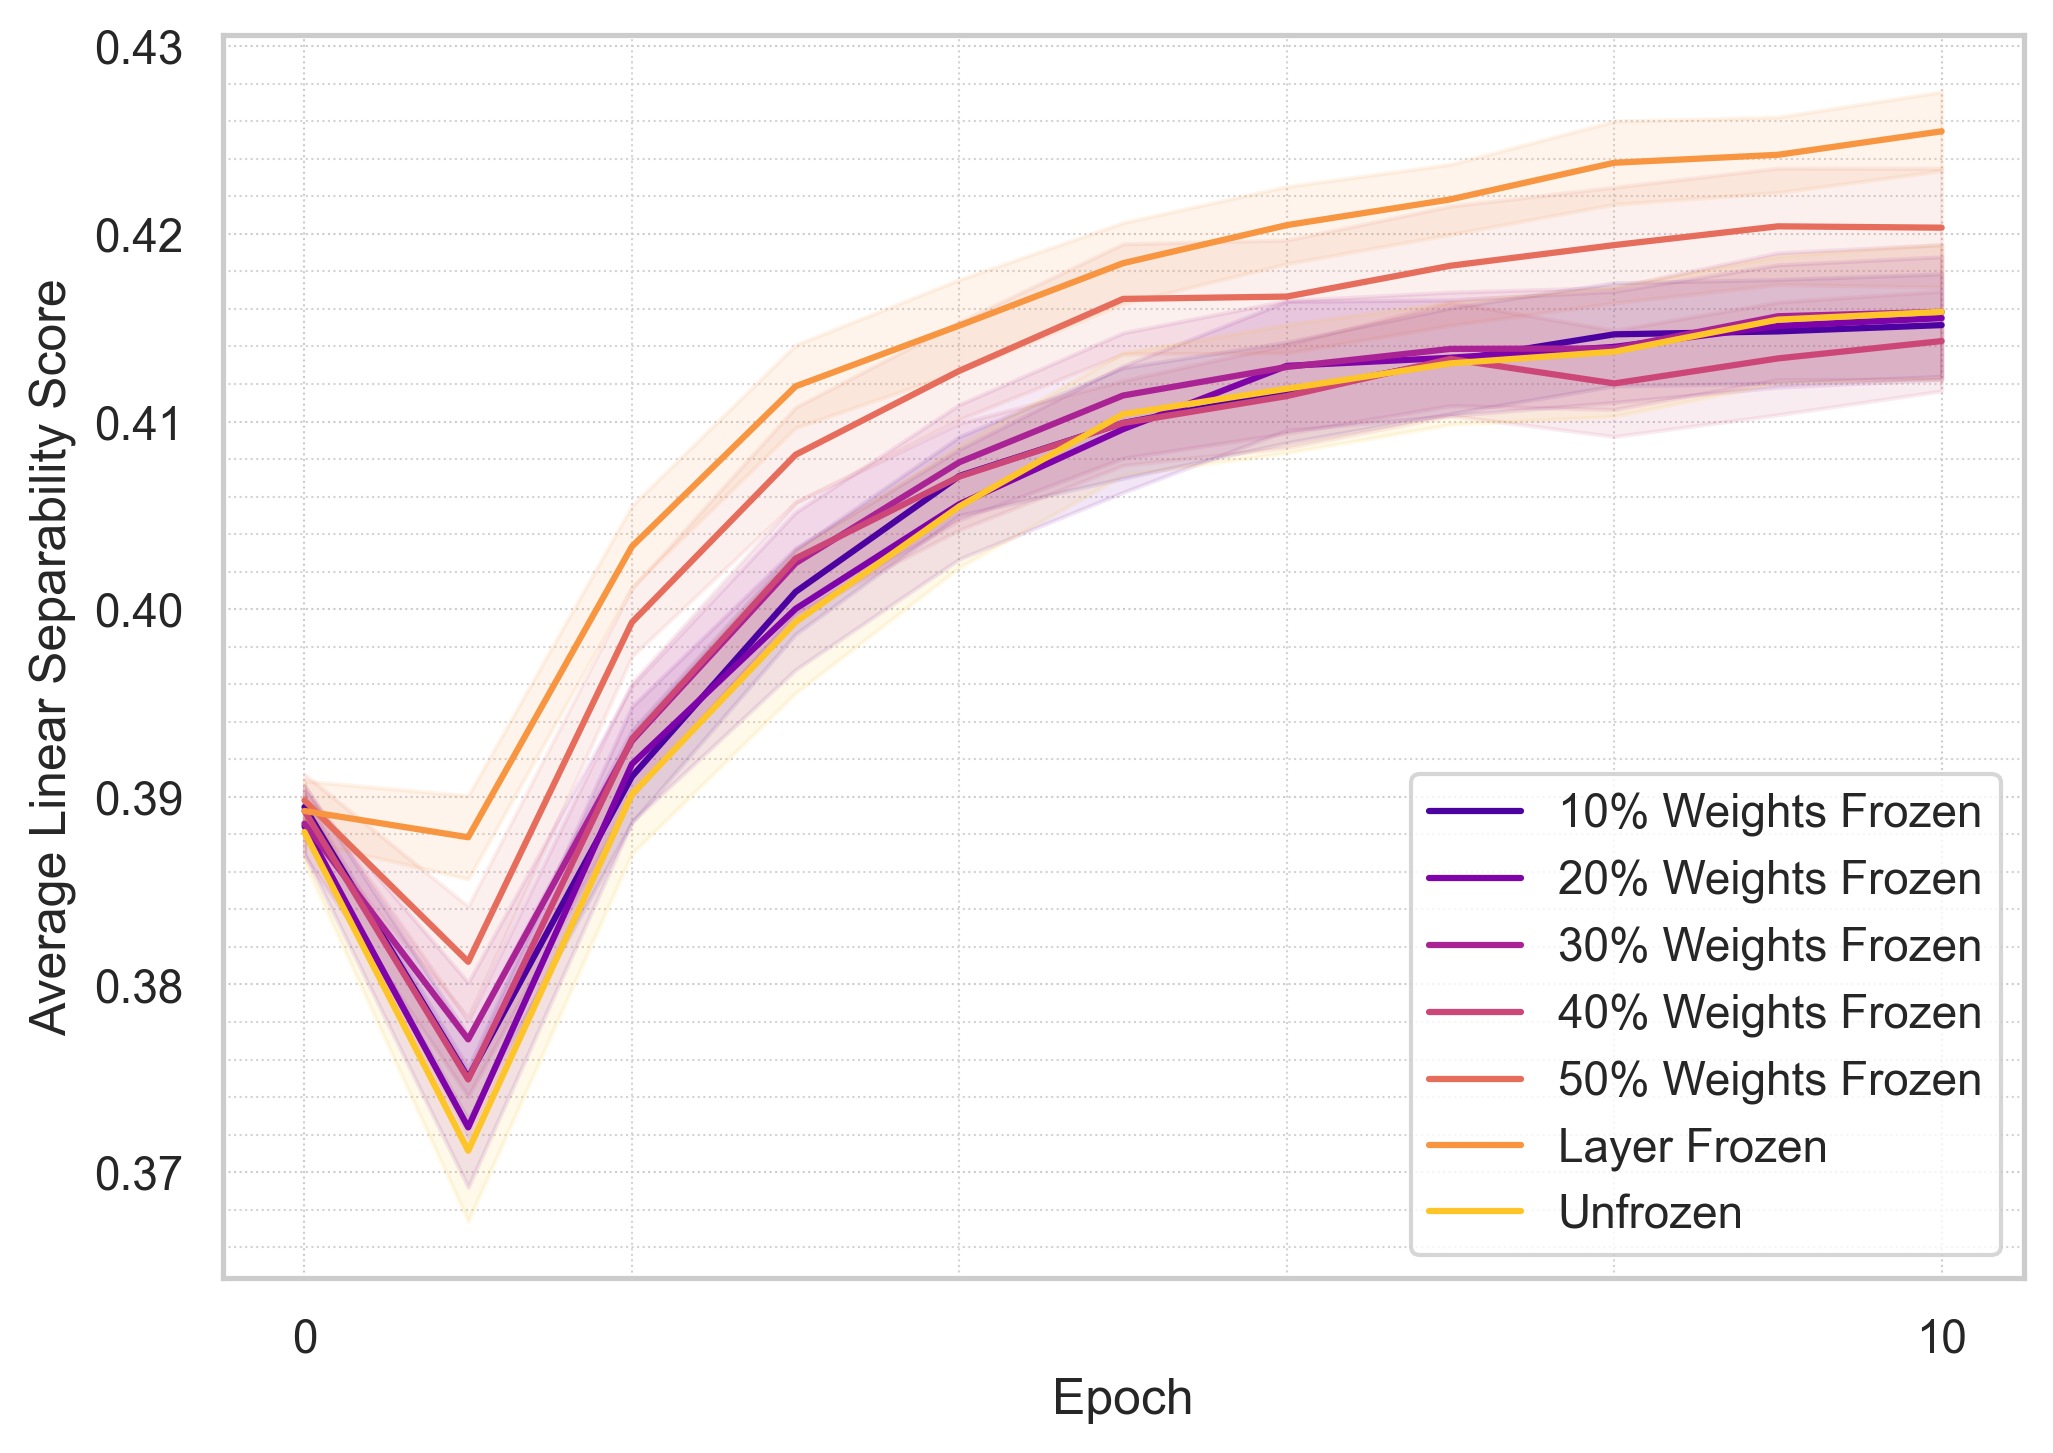 0.43
0.42
0.41
0.40
0.39
0.38
0.37
Average Linear Separability Score
10% Weights Frozen
20% Weights Frozen
30% Weights Frozen
40% Weights Frozen
50% Weights Frozen
Layer Frozen
Unfrozen
0
10
Epoch